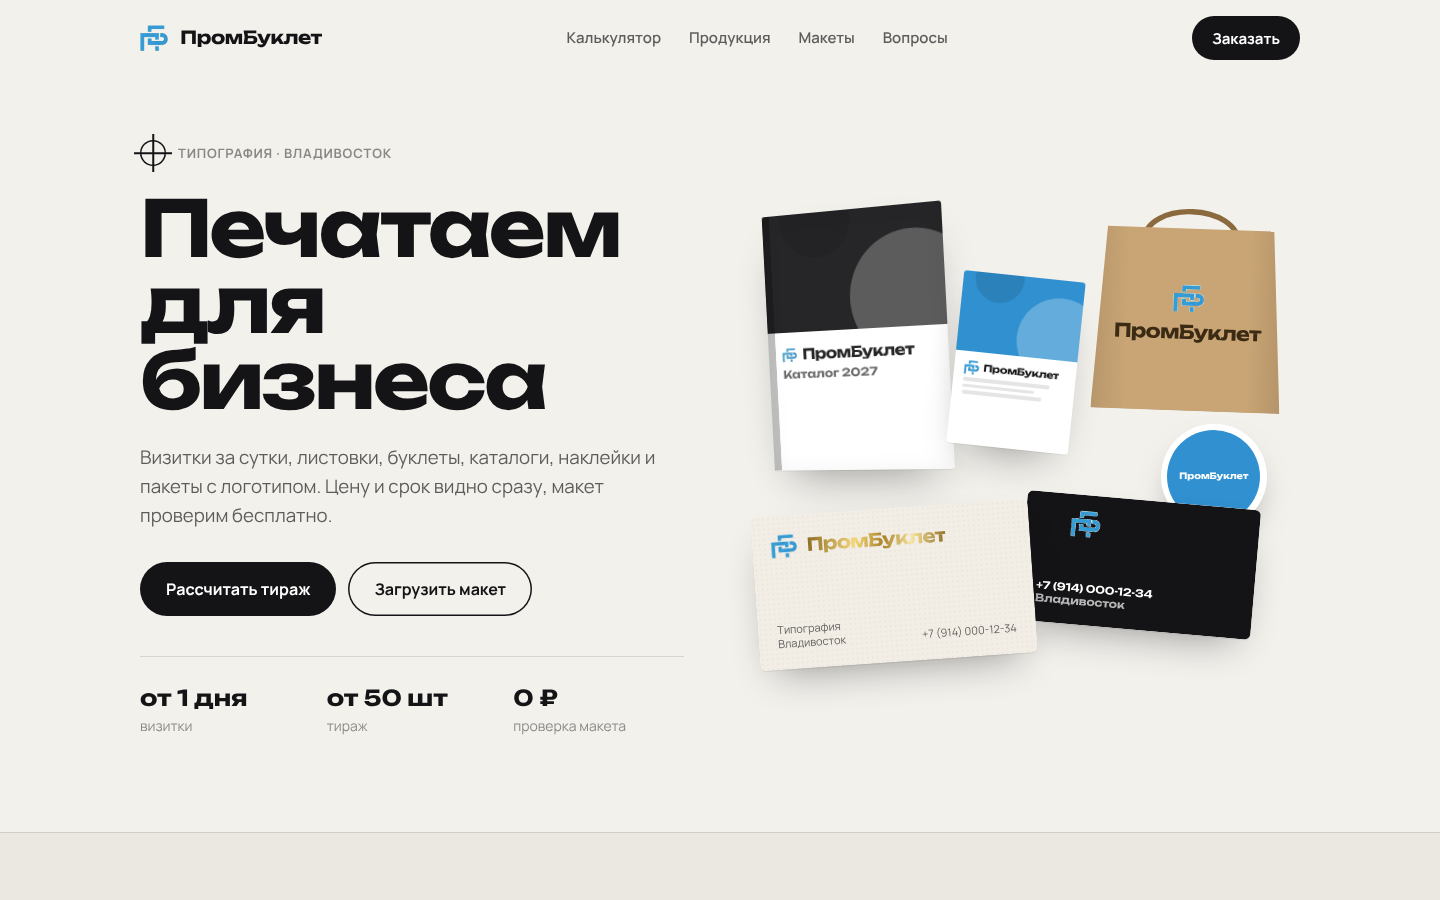 ПромБуклет
Калькулятор
Продукция
Макеты
Вопросы
Заказать
ТИПОГРАФИЯ · ВЛАДИВОСТОК
Печатаем
для
бизнеса
Визитки за сутки, листовки, буклеты, каталоги, наклейки и
пакеты с логотипом. Цену и срок видно сразу, макет
проверим бесплатно.
Рассчитать тираж
Загрузить макет
от 1 дня
визитки
от 50 шт
тираж
0 ₽
проверка макета
ПромБуклет
Каталог 2027
ПромБуклет
ПромБуклет
ПромБуклет
ПромБуклет
Типография
Владивосток
+7 (914) 000-12-34
+7 (914) 000-12-34
Владивосток